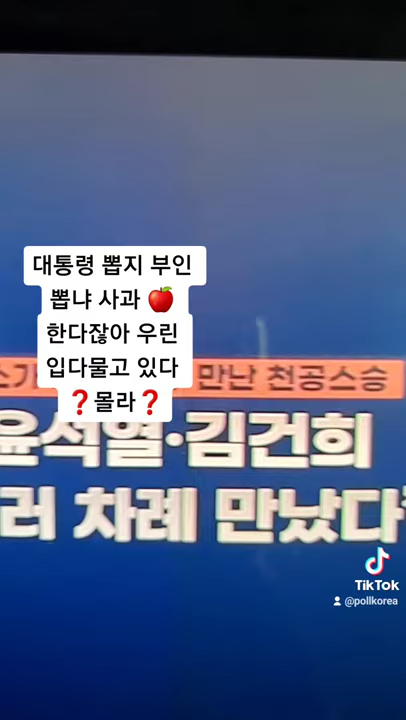 대통령 뽑지 부인
뽑냐 사과 🍎
한다잖아 우린
입다물고 있다
❓몰라❓
만난 천공스승
윤석열·김건희
러 차례 만났다
TikTok
@pollkorea